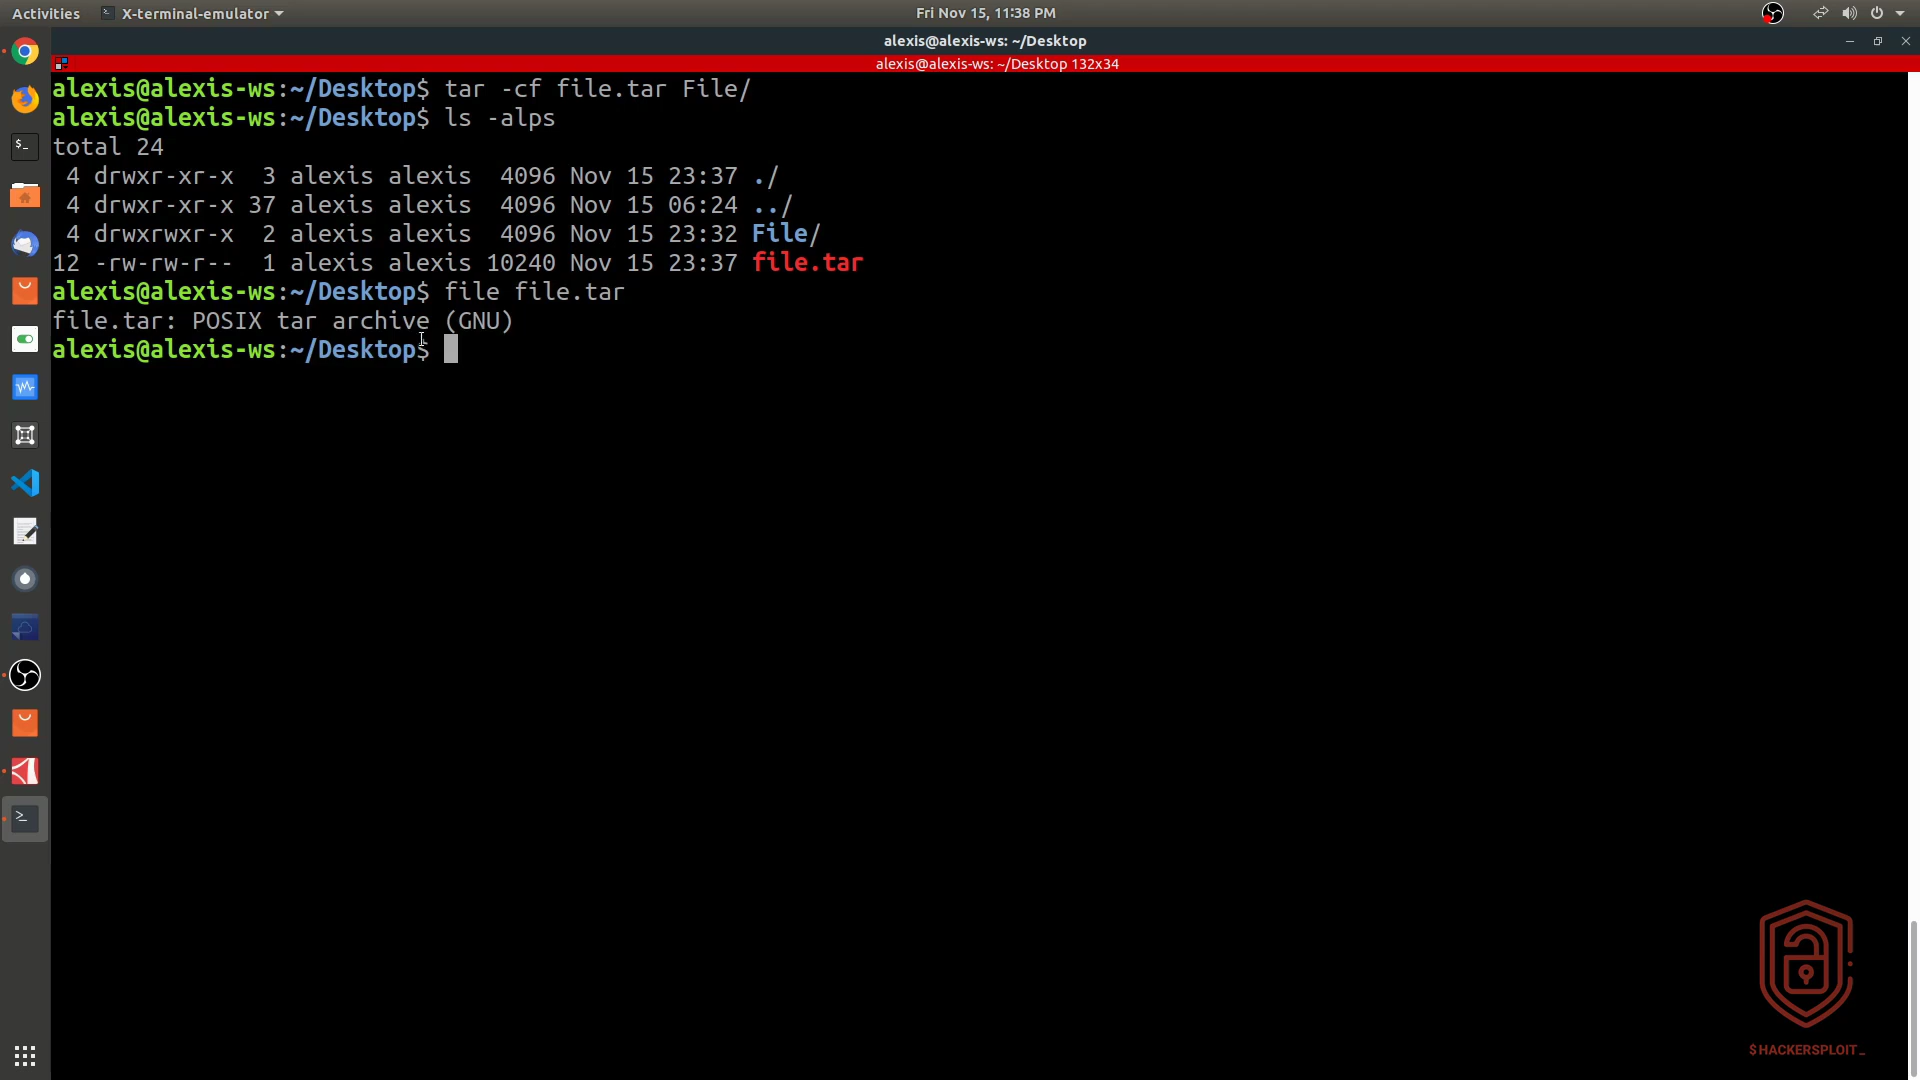 Activities X-terminal-emulator Fri Nov 15, 11:38 PM
alexis@alexis-ws: ~/Desktop
alexis@alexis-ws: ~/Desktop 132x34
alexis@alexis-ws:~/Desktop$ tar -cf file.tar File/
alexis@alexis-ws:~/Desktop$ ls -alps
total 24
 4 drwxr-xr-x  3 alexis alexis  4096 Nov 15 23:37 ./
 4 drwxr-xr-x 37 alexis alexis  4096 Nov 15 06:24 ../
 4 drwxrwxr-x  2 alexis alexis  4096 Nov 15 23:32 File/
12 -rw-rw-r--  1 alexis alexis 10240 Nov 15 23:37 file.tar
alexis@alexis-ws:~/Desktop$ file file.tar
file.tar: POSIX tar archive (GNU)
alexis@alexis-ws:~/Desktop$
$HACKERSPLOIT_